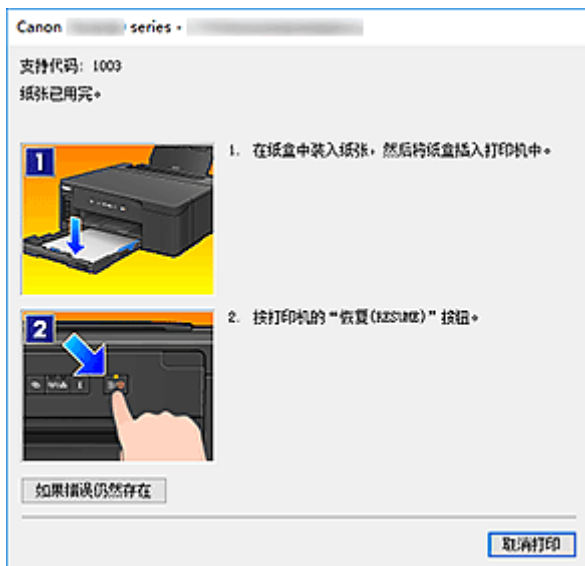 Canon series -
支持代码: 1003
纸张已用完。
1
1. 在纸盒中装入纸张，然后将纸盒插入打印机中。
2
2. 按打印机的“恢复(RESUME)”按钮。
如果错误仍然存在
取消打印